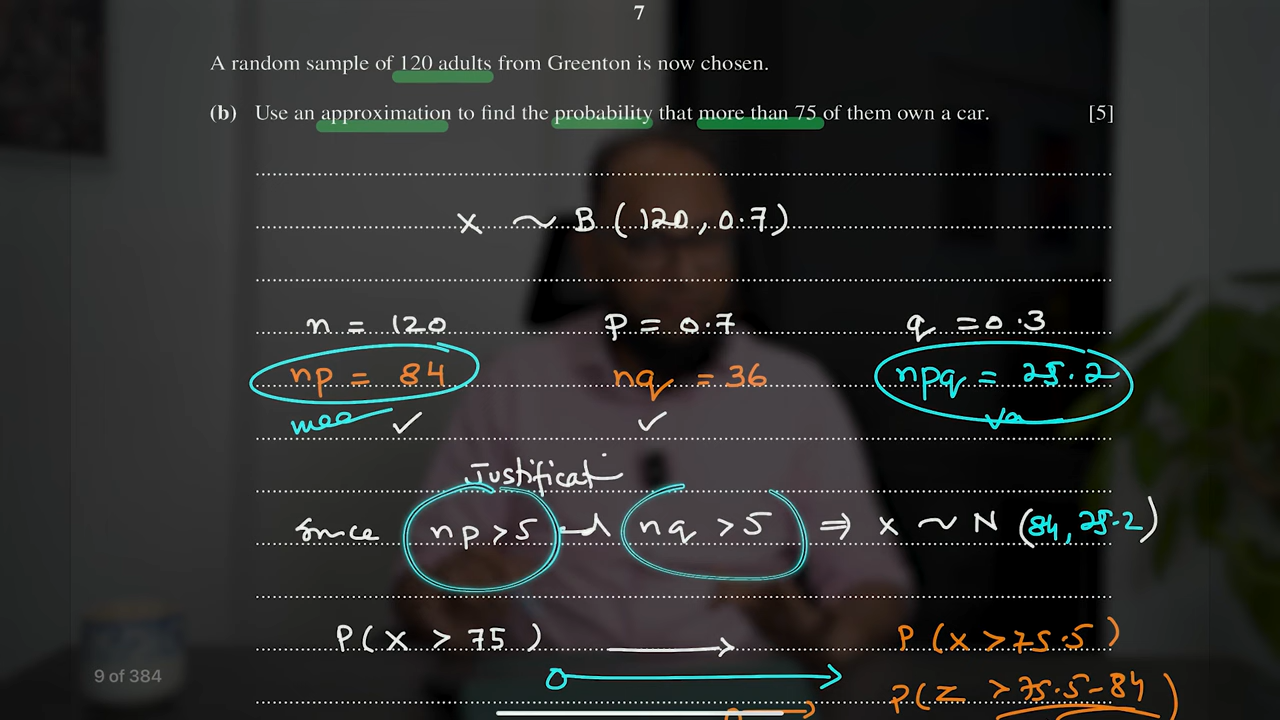 7
A random sample of 120 adults from Greenton is now chosen.
(b) Use an approximation to find the probability that more than 75 of them own a car. [5]
X ~ B (120, 0.7)
n = 120 p = 0.7 q = 0.3
np = 84 nq = 36 npq = 25.2
✓ ✓
Justificati
Since np > 5 and nq > 5 ⇒ X ~ N (84, 25.2)
P(X > 75) → P(X > 75.5)
P(Z > 75.5-84)
9 of 384